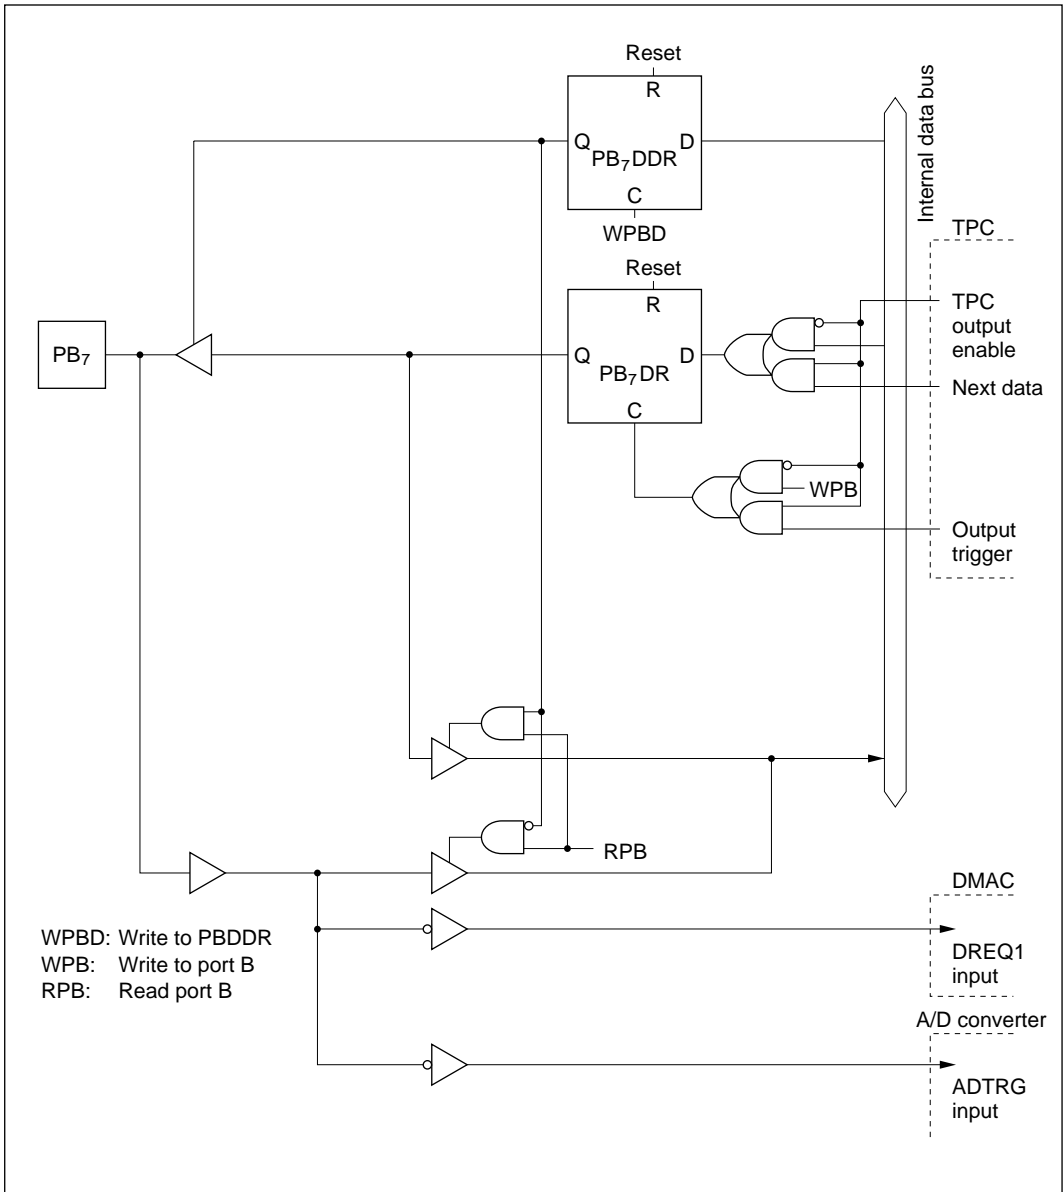 Reset
R
Q
D
PB7DDR
C
WPBD
Internal data bus
TPC
Reset
R
TPC
output
enable
PB7
Q
D
PB7DR
Next data
C
WPB
Output
trigger
RPB
DMAC
WPBD: Write to PBDDR
WPB: Write to port B
RPB: Read port B
DREQ1
input
A/D converter
ADTRG
input